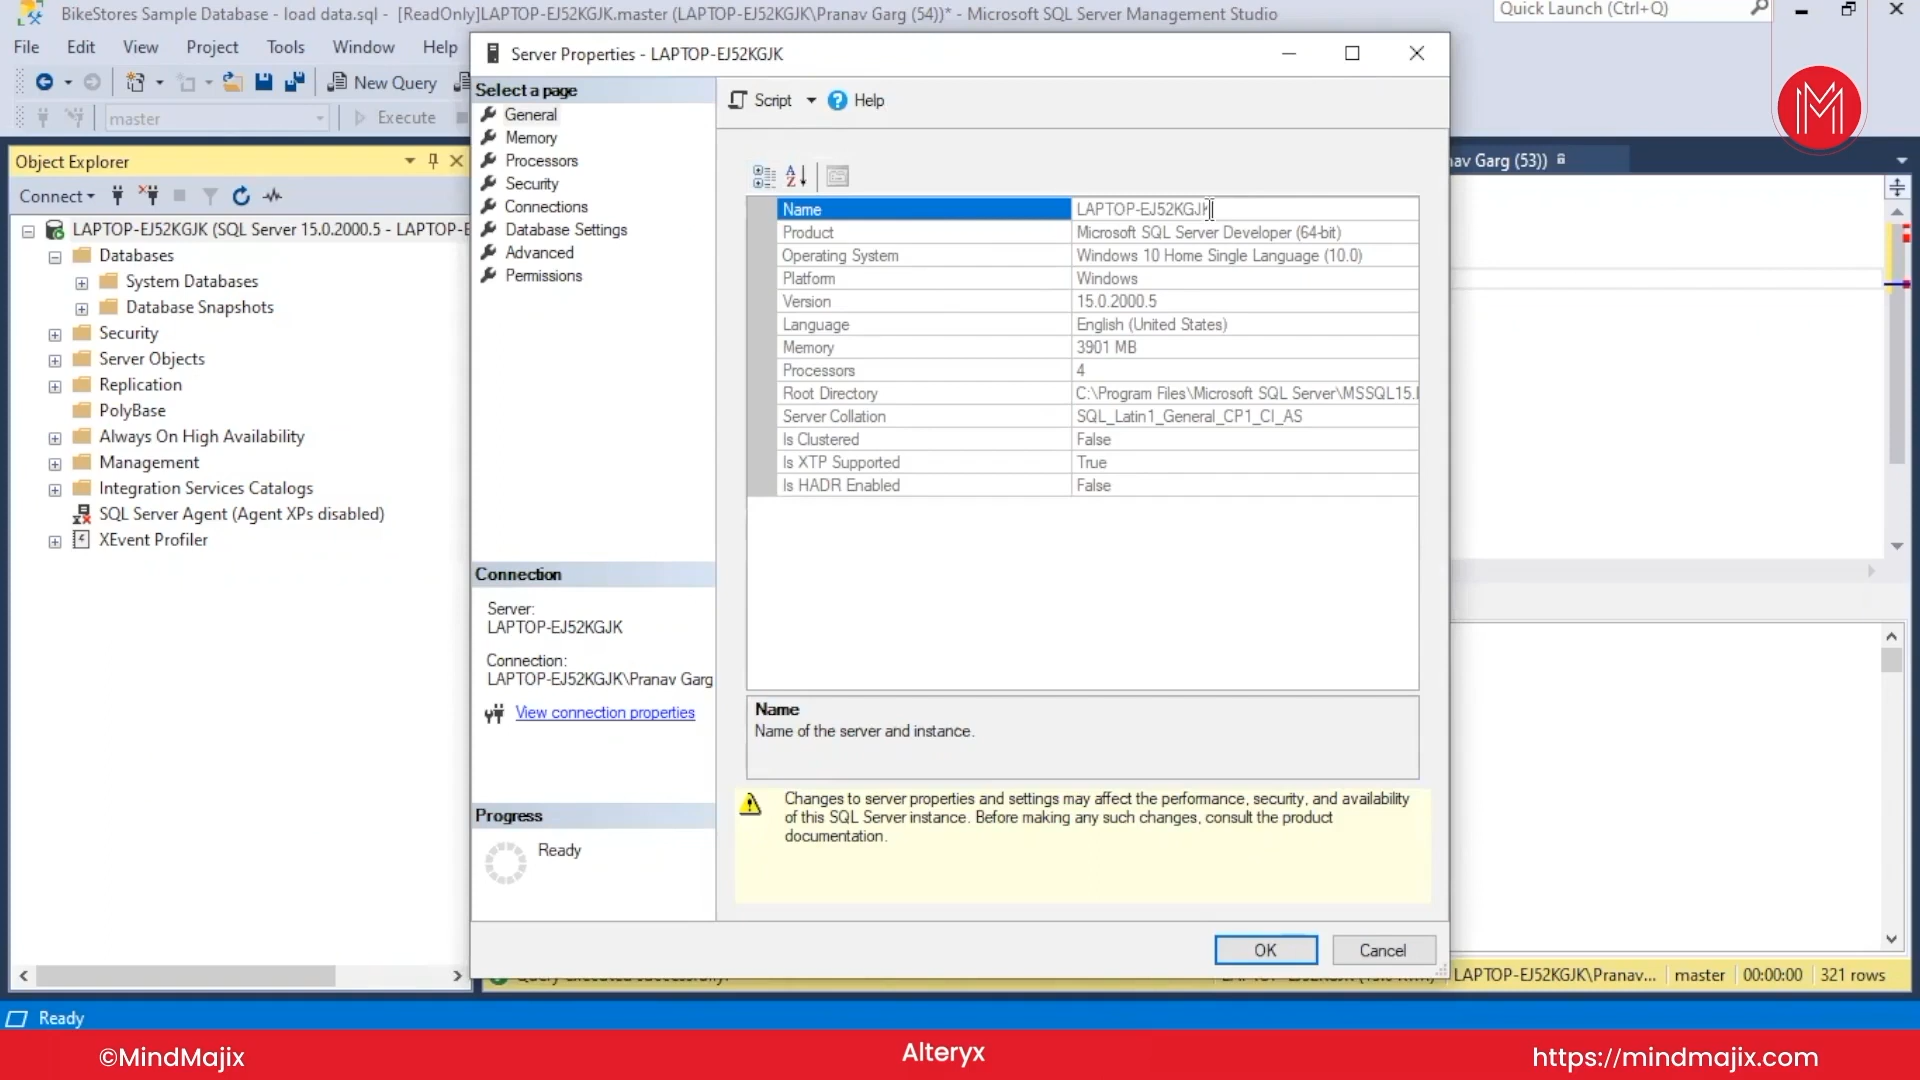 BikeStores Sample Database - load data.sql - [ReadOnly]LAPTOP-EJ52KGJK.master (LAPTOP-EJ52KGJK\Pranav Garg (54))* - Microsoft SQL Server Management Studio
Quick Launch (Ctrl+Q)
File Edit View Project Tools Window Help
New Query
master
Execute
Object Explorer
Connect
LAPTOP-EJ52KGJK (SQL Server 15.0.2000.5 - LAPTOP-E
Databases
System Databases
Database Snapshots
Security
Server Objects
Replication
PolyBase
Always On High Availability
Management
Integration Services Catalogs
SQL Server Agent (Agent XPs disabled)
XEvent Profiler
Server Properties - LAPTOP-EJ52KGJK
Select a page
General
Memory
Processors
Security
Connections
Database Settings
Advanced
Permissions
Connection
Server:
LAPTOP-EJ52KGJK
Connection:
LAPTOP-EJ52KGJK\Pranav Garg
View connection properties
Progress
Ready
Script Help
Name LAPTOP-EJ52KGJK
Product Microsoft SQL Server Developer (64-bit)
Operating System Windows 10 Home Single Language (10.0)
Platform Windows
Version 15.0.2000.5
Language English (United States)
Memory 3901 MB
Processors 4
Root Directory C:\Program Files\Microsoft SQL Server\MSSQL15.
Server Collation SQL_Latin1_General_CP1_CI_AS
Is Clustered False
Is XTP Supported True
Is HADR Enabled False
Name
Name of the server and instance.
Changes to server properties and settings may affect the performance, security, and availability
of this SQL Server instance. Before making any such changes, consult the product
documentation.
OK Cancel
nav Garg (53))
LAPTOP-EJ52KGJK\Pranav... master 00:00:00 321 rows
Ready
©MindMajix
Alteryx
https://mindmajix.com